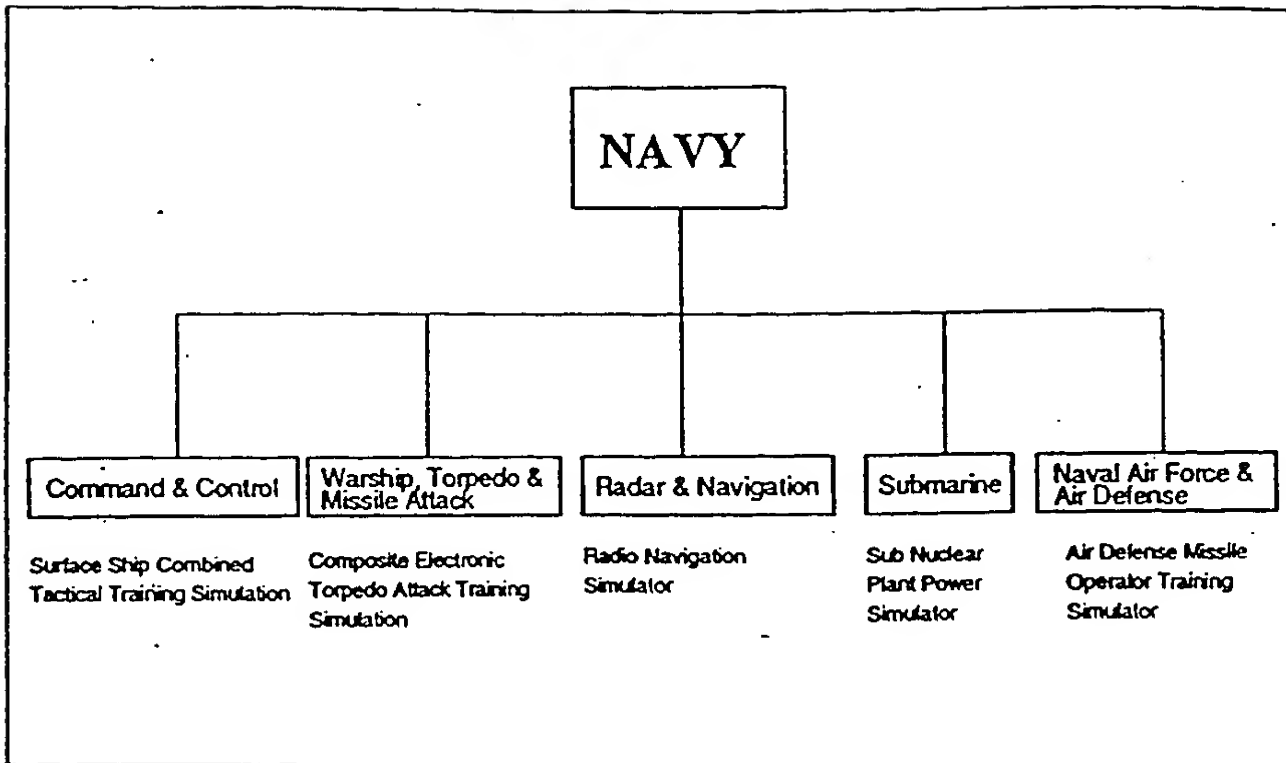 NAVY
Command & Control
Warship, Torpedo &
Missile Attack
Radar & Navigation
Submarine
Naval Air Force &
Air Defense
Surface Ship Combined
Tactical Training Simulation
Composite Electronic
Torpedo Attack Training
Simulation
Radio Navigation
Simulator
Sub Nuclear
Plant Power
Simulator
Air Defense Missile
Operator Training
Simulator